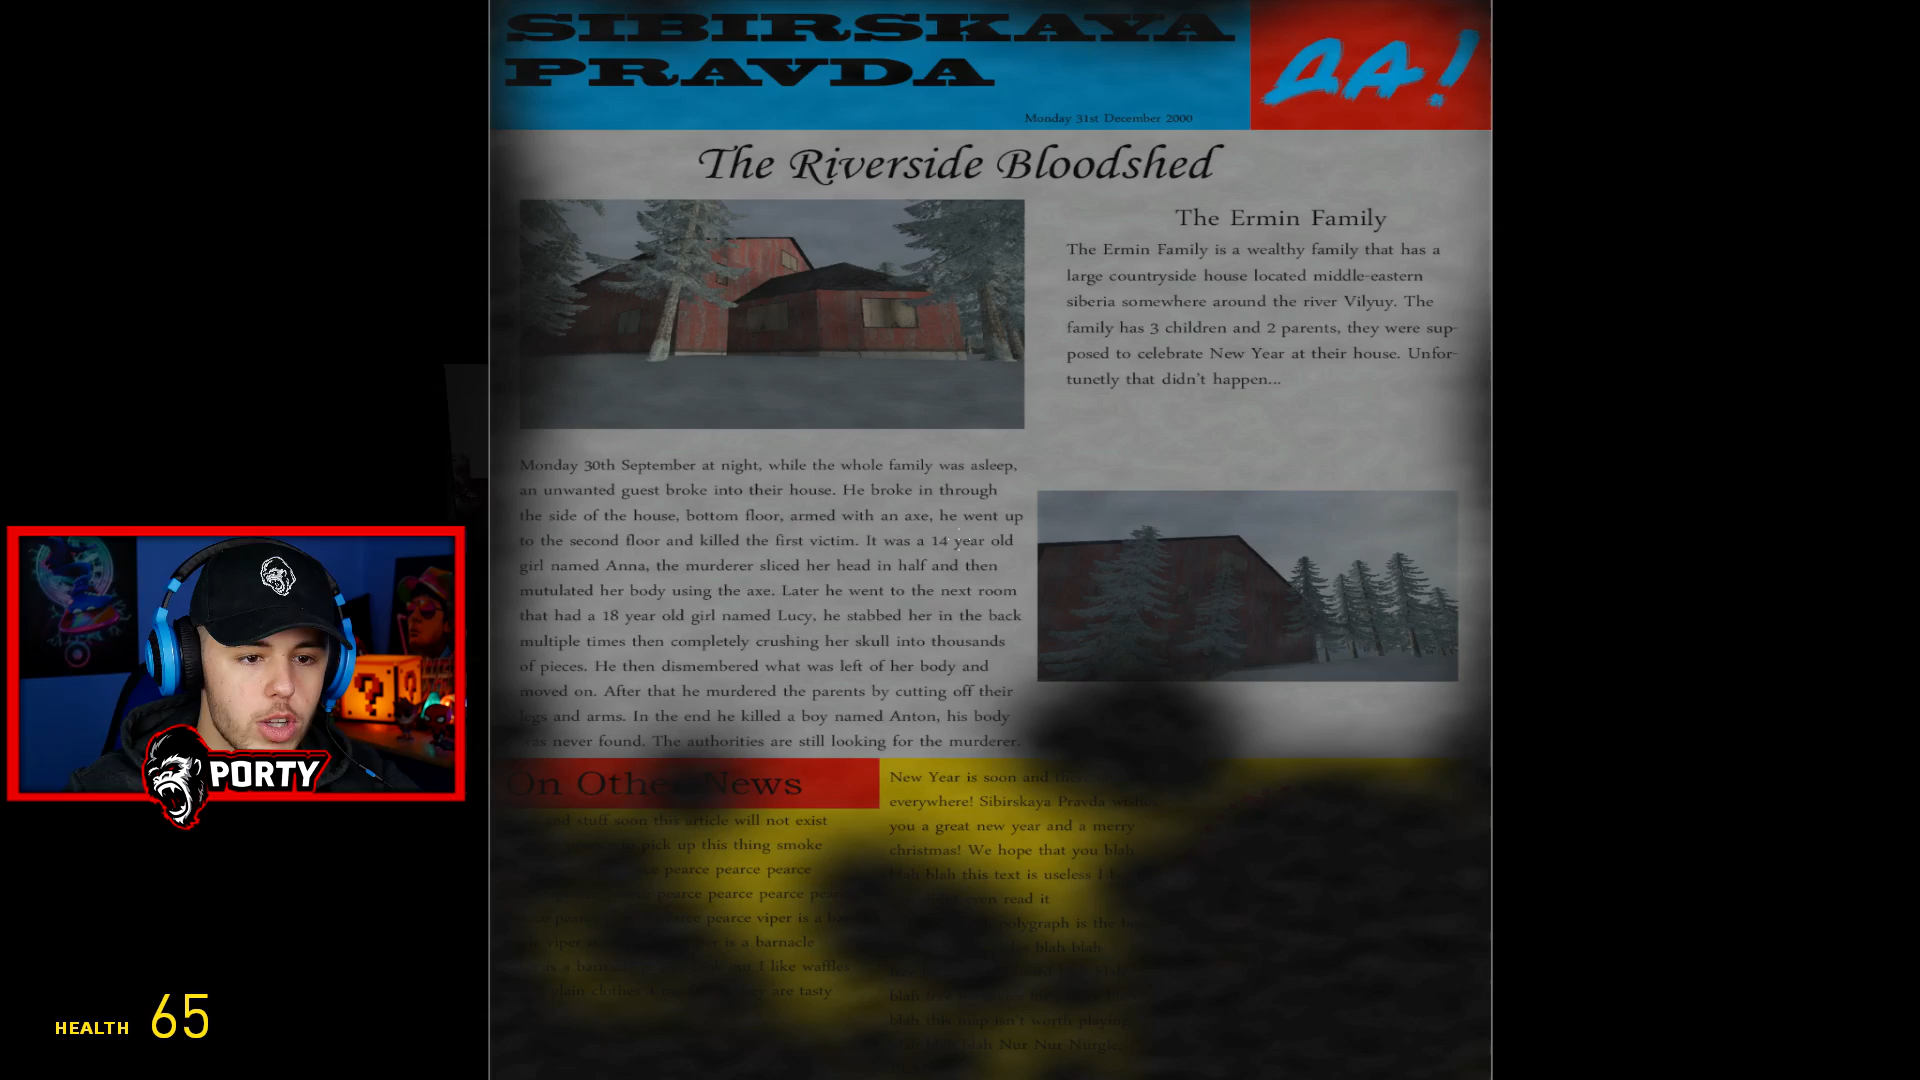 SIBIRSKAYA
PRAVDA
ДА!
Monday 31st December 2000
The Riverside Bloodshed
The Ermin Family
The Ermin Family is a wealthy family that has a
large countryside house located middle-eastern
siberia somewhere around the river Vilyuy. The
family has 3 children and 2 parents, they were sup-
posed to celebrate New Year at their house. Unfor-
tunetly that didn't happen...
Monday 30th September at night, while the whole family was asleep,
an unwanted guest broke into their house. He broke in through
the side of the house, bottom floor, armed with an axe, he went up
to the second floor and killed the first victim. It was a 14 year old
girl named Anna, the murderer sliced her head in half and then
mutulated her body using the axe. Later he went to the next room
that had a 18 year old girl named Lucy, he stabbed her in the back
multiple times then completely crushing her skull into thousands
of pieces. He then dismembered what was left of her body and
moved on. After that he murdered the parents by cutting off their
legs and arms. In the end he killed a boy named Anton, his body
was never found. The authorities are still looking for the murderer.
On Other News
and stuff soon this article will not exist
pick up this thing smoke
pearce pearce pearce
pearce pearce pearce
pearce viper is a
viper is a barnacle
is a I like waffles
plain clothes are tasty
New Year is soon and
everywhere! Sibirskaya Pravda wishes
you a great new year and a merry
christmas! We hope that you blah
blah blah this text is useless I
even read it
polygraph is the
blah blah
blah
blah this map isn't worth playing
blah Nur Nur Nurgle
PORTY
HEALTH 65